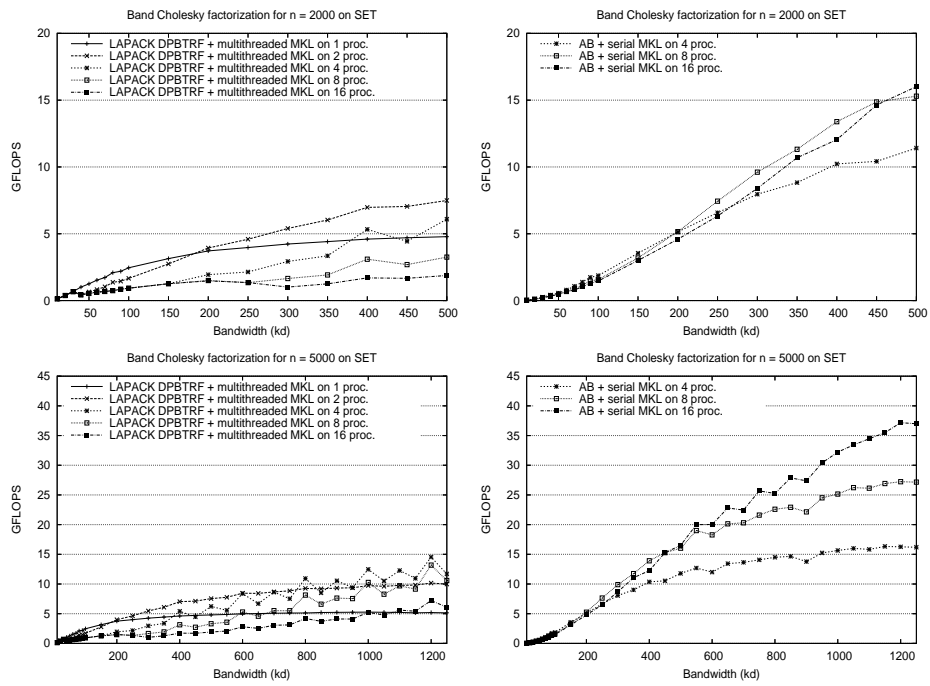 Band Cholesky factorization for n = 2000 on SET
20
15
10
5
0
GFLOPS
LAPACK DPBTRF + multithreaded MKL on 1 proc.
LAPACK DPBTRF + multithreaded MKL on 2 proc.
LAPACK DPBTRF + multithreaded MKL on 4 proc.
LAPACK DPBTRF + multithreaded MKL on 8 proc.
LAPACK DPBTRF + multithreaded MKL on 16 proc.
50 100 150 200 250 300 350 400 450 500
Bandwidth (kd)
Band Cholesky factorization for n = 2000 on SET
20
15
10
5
0
GFLOPS
AB + serial MKL on 4 proc.
AB + serial MKL on 8 proc.
AB + serial MKL on 16 proc.
50 100 150 200 250 300 350 400 450 500
Bandwidth (kd)
Band Cholesky factorization for n = 5000 on SET
45
40
35
30
25
20
15
10
5
0
GFLOPS
LAPACK DPBTRF + multithreaded MKL on 1 proc.
LAPACK DPBTRF + multithreaded MKL on 2 proc.
LAPACK DPBTRF + multithreaded MKL on 4 proc.
LAPACK DPBTRF + multithreaded MKL on 8 proc.
LAPACK DPBTRF + multithreaded MKL on 16 proc.
200 400 600 800 1000 1200
Bandwidth (kd)
Band Cholesky factorization for n = 5000 on SET
45
40
35
30
25
20
15
10
5
0
GFLOPS
AB + serial MKL on 4 proc.
AB + serial MKL on 8 proc.
AB + serial MKL on 16 proc.
200 400 600 800 1000 1200
Bandwidth (kd)